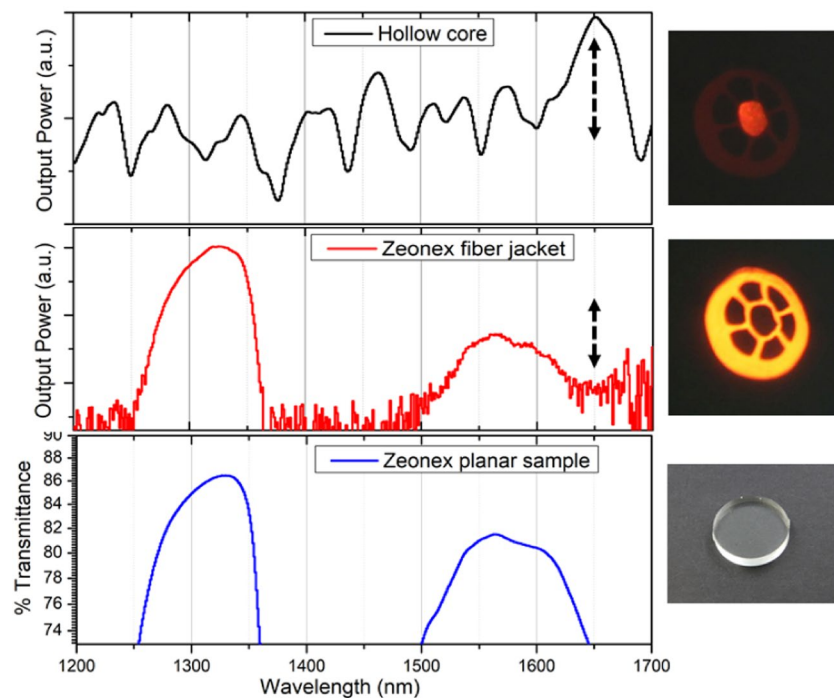 Output Power (a.u.)
Hollow core
Output Power (a.u.)
Zeonex fiber jacket
% Transmittance
90
88
86
84
82
80
78
76
74
Zeonex planar sample
1200 1300 1400 1500 1600 1700
Wavelength (nm)